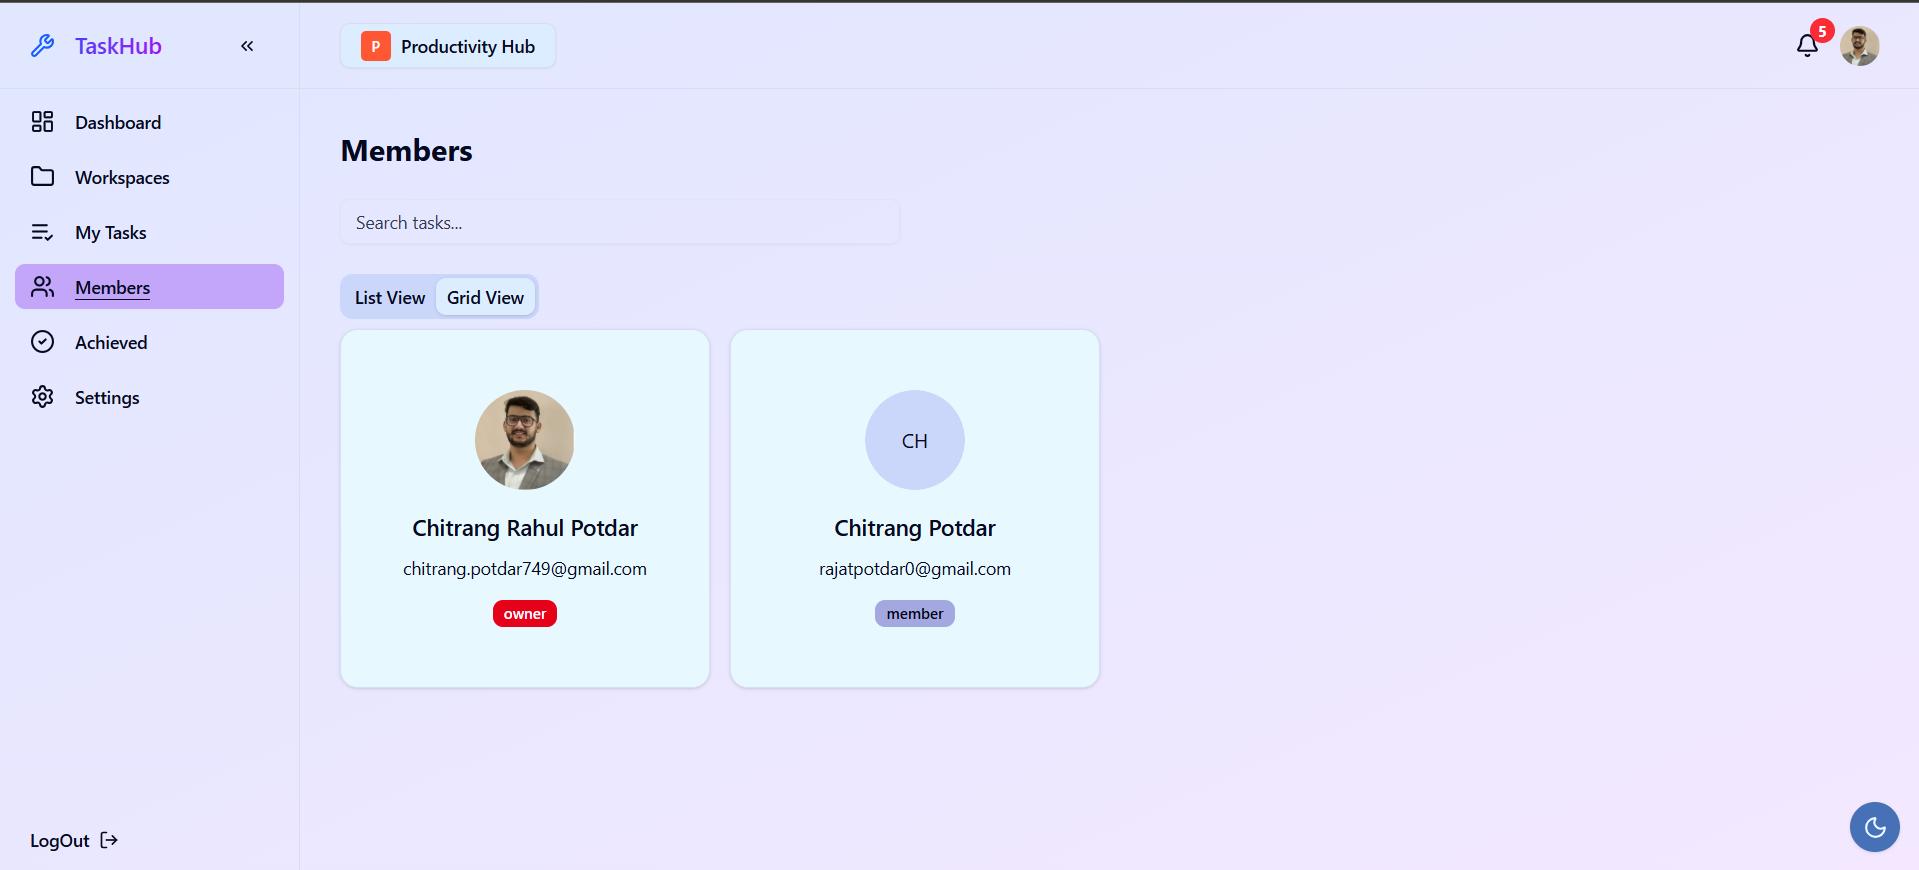 TaskHub
P Productivity Hub
5
Dashboard
Workspaces
My Tasks
Members
Achieved
Settings
LogOut
Members
Search tasks...
List View Grid View
Chitrang Rahul Potdar
chitrang.potdar749@gmail.com
owner
CH
Chitrang Potdar
rajatpotdar0@gmail.com
member